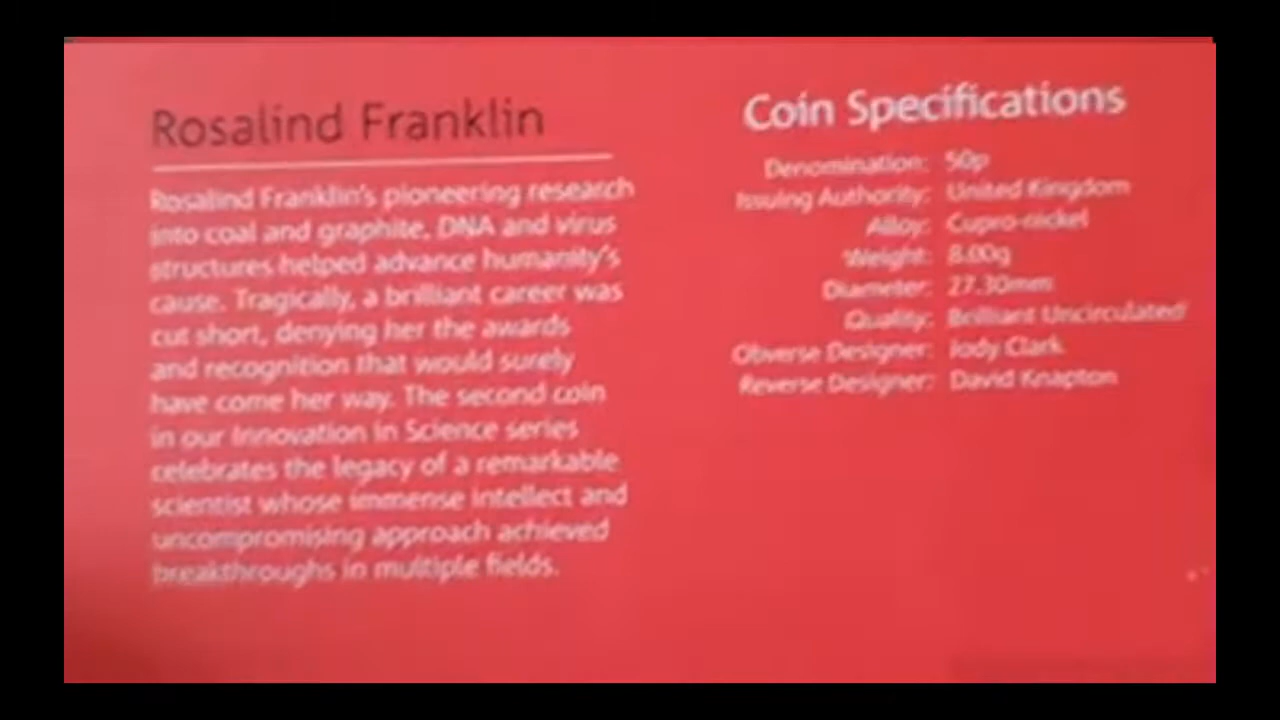 Rosalind Franklin
Rosalind Franklin's pioneering research
into coal and graphite, DNA and virus
structures helped advance humanity's
cause. Tragically, a brilliant career was
cut short, denying her the awards
and recognition that would surely
have come her way. The second coin
in our Innovation in Science series
celebrates the legacy of a remarkable
scientist whose immense intellect and
uncompromising approach achieved
breakthroughs in multiple fields.
Coin Specifications
Denomination: 50p
Issuing Authority: United Kingdom
Alloy: Cupro-nickel
Weight: 8.00g
Diameter: 27.30mm
Quality: Brilliant Uncirculated
Obverse Designer: Jody Clark
Reverse Designer: David Knapton